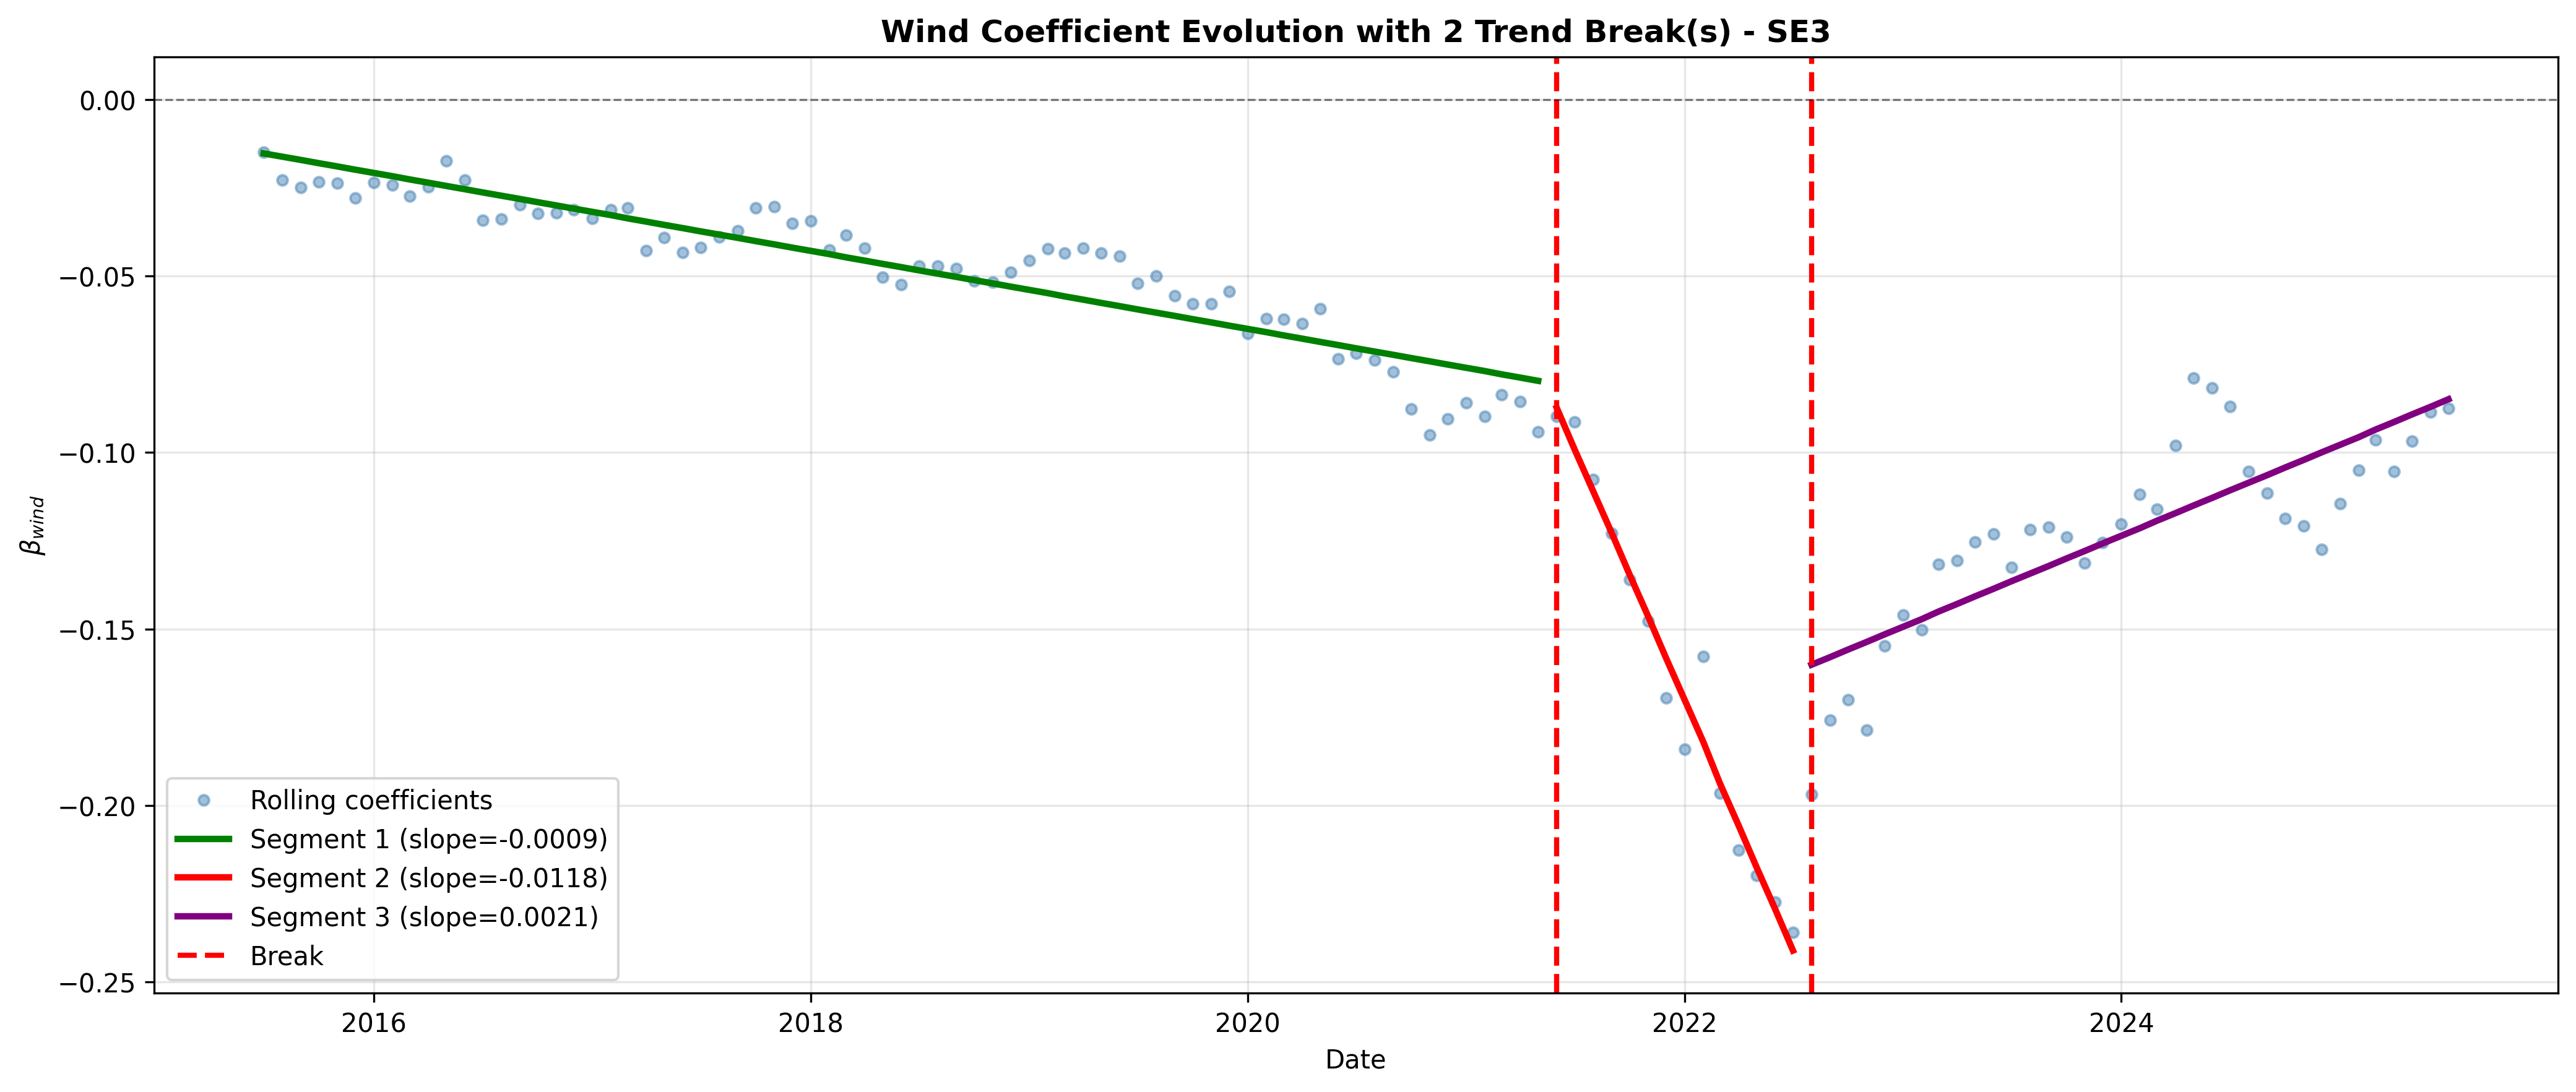 Wind Coefficient Evolution with 2 Trend Break(s) - SE3
0.00
−0.05
−0.10
−0.15
−0.20
−0.25
β_wind
Rolling coefficients
Segment 1 (slope=-0.0009)
Segment 2 (slope=-0.0118)
Segment 3 (slope=0.0021)
Break
2016 2018 2020 2022 2024
Date